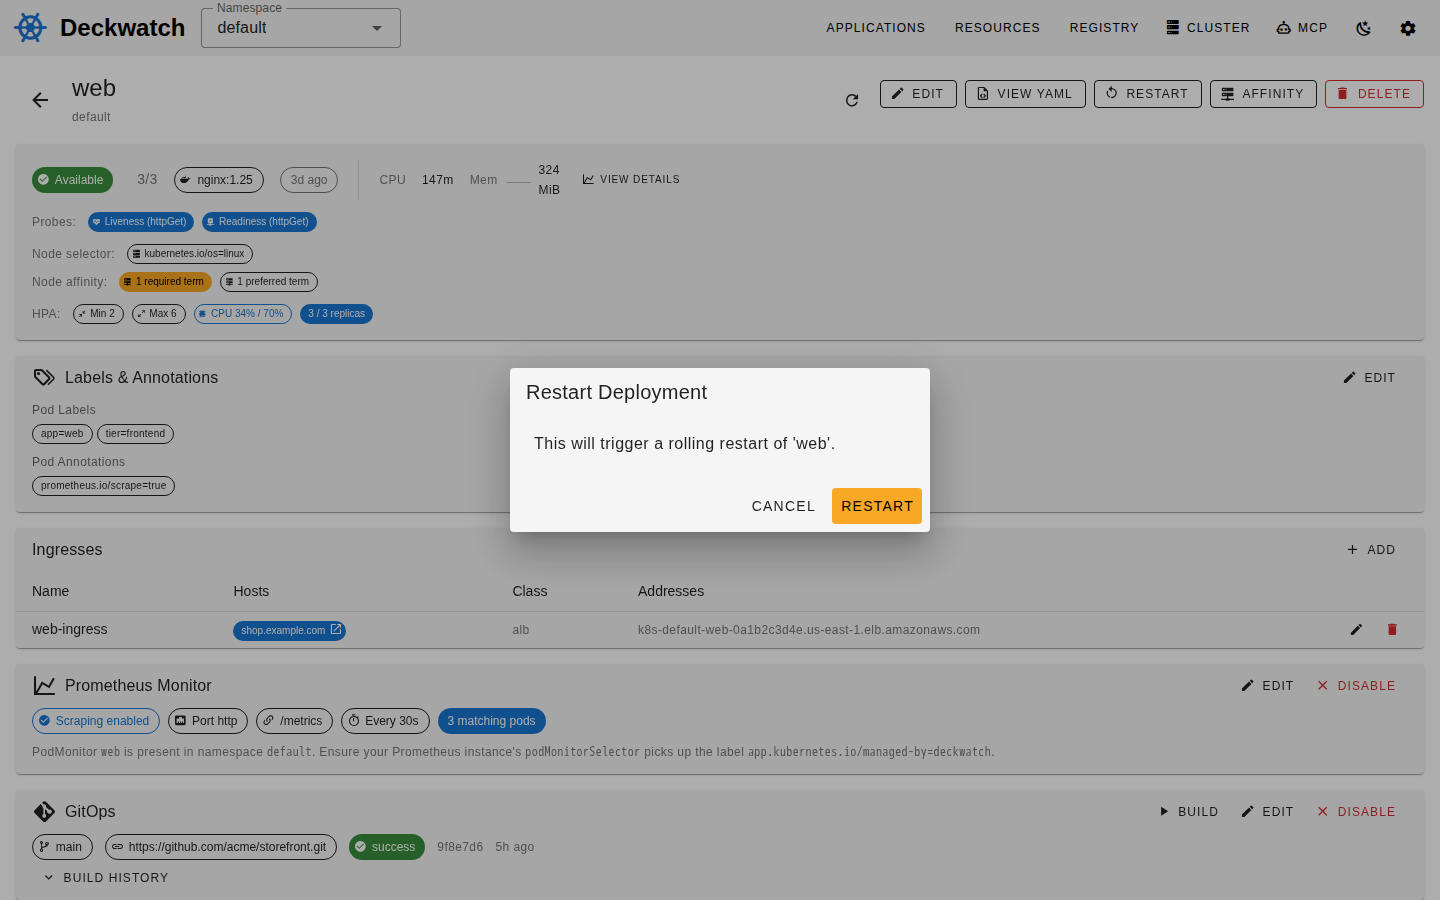 Deckwatch
Namespace
default
APPLICATIONS
RESOURCES
REGISTRY
CLUSTER
MCP
web
default
EDIT
VIEW YAML
RESTART
AFFINITY
DELETE
Available
3/3
nginx:1.25
3d ago
CPU
147m
Mem
324
MiB
VIEW DETAILS
Probes:
Liveness (httpGet)
Readiness (httpGet)
Node selector:
kubernetes.io/os=linux
Node affinity:
1 required term
1 preferred term
HPA:
Min 2
Max 6
CPU 34% / 70%
3 / 3 replicas
Labels & Annotations
EDIT
Pod Labels
app=web
tier=frontend
Pod Annotations
prometheus.io/scrape=true
Restart Deployment
This will trigger a rolling restart of 'web'.
CANCEL
RESTART
Ingresses
ADD
Name
Hosts
Class
Addresses
web-ingress
shop.example.com
alb
k8s-default-web-0a1b2c3d4e.us-east-1.elb.amazonaws.com
Prometheus Monitor
EDIT
DISABLE
Scraping enabled
Port http
/metrics
Every 30s
3 matching pods
PodMonitor web is present in namespace default. Ensure your Prometheus instance's podMonitorSelector picks up the label app.kubernetes.io/managed-by=deckwatch.
GitOps
BUILD
EDIT
DISABLE
main
https://github.com/acme/storefront.git
success
9f8e7d6
5h ago
BUILD HISTORY